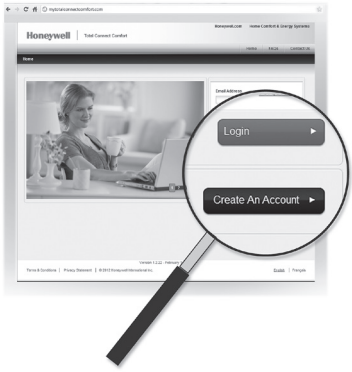 mytotalconnectcomfort.com
Honeywell.com Home Comfort & Energy Systems
Honeywell Total Connect Comfort
Home FAQs Contact Us
Home
Email Address
Login
Create An Account
Terms & Conditions | Privacy Statement | © 2013 Honeywell International Inc.
English | Français